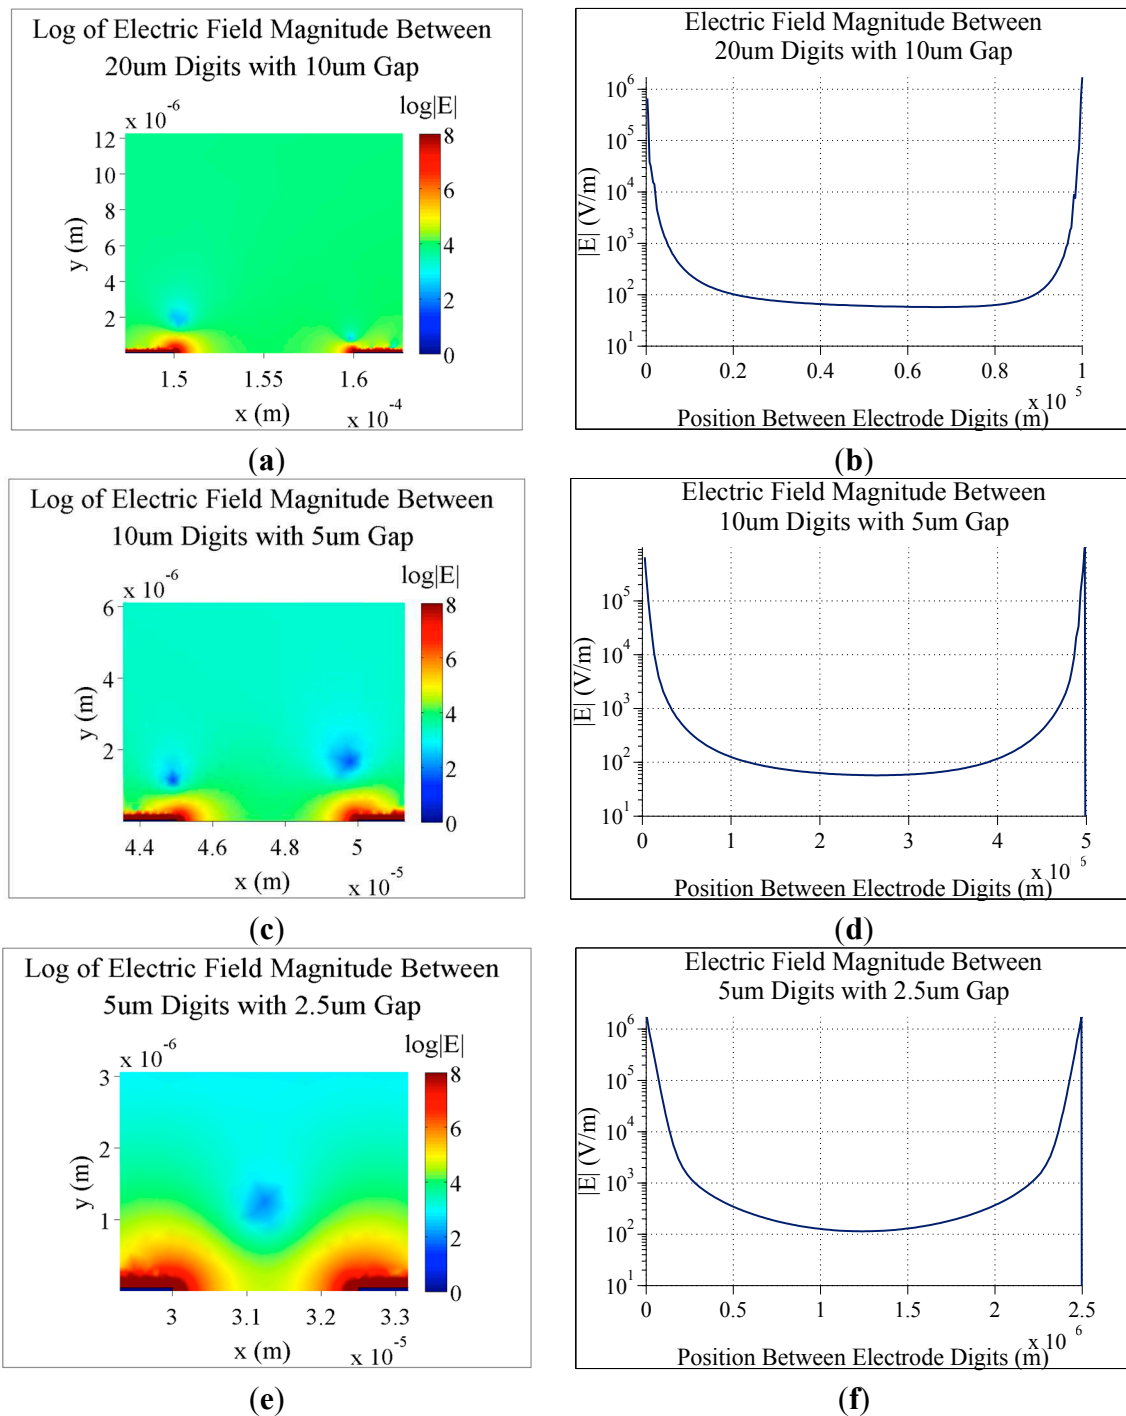 Log of Electric Field Magnitude Between
20um Digits with 10um Gap
x 10^-6
log|E|
12
10
8
6
4
2
y (m)
8
6
4
2
0
1.5 1.55 1.6
x (m) x 10^-4
(a)
Electric Field Magnitude Between
20um Digits with 10um Gap
10^6
10^5
10^4
10^3
10^2
10^1
|E| (V/m)
0 0.2 0.4 0.6 0.8 1
x 10^5
Position Between Electrode Digits (m)
(b)
Log of Electric Field Magnitude Between
10um Digits with 5um Gap
x 10^-6
log|E|
6
4
2
y (m)
8
6
4
2
0
4.4 4.6 4.8 5
x (m) x 10^-5
(c)
Electric Field Magnitude Between
10um Digits with 5um Gap
10^5
10^4
10^3
10^2
10^1
|E| (V/m)
0 1 2 3 4 5
x 10^6
Position Between Electrode Digits (m)
(d)
Log of Electric Field Magnitude Between
5um Digits with 2.5um Gap
x 10^-6
log|E|
3
2
1
y (m)
8
6
4
2
0
3 3.1 3.2 3.3
x (m) x 10^-5
(e)
Electric Field Magnitude Between
5um Digits with 2.5um Gap
10^6
10^5
10^4
10^3
10^2
10^1
|E| (V/m)
0 0.5 1 1.5 2 2.5
x 10^6
Position Between Electrode Digits (m)
(f)